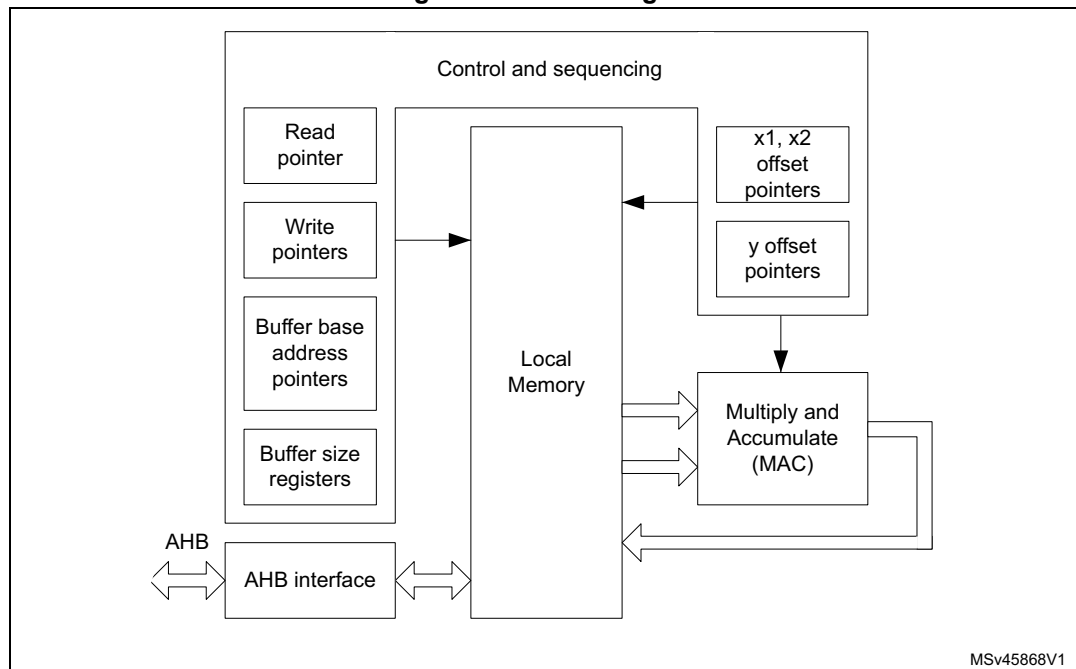 Control and sequencing
Read
pointer
Write
pointers
Buffer base
address
pointers
Buffer size
registers
x1, x2
offset
pointers
y offset
pointers
Local
Memory
Multiply and
Accumulate
(MAC)
AHB
AHB interface
MSv45868V1